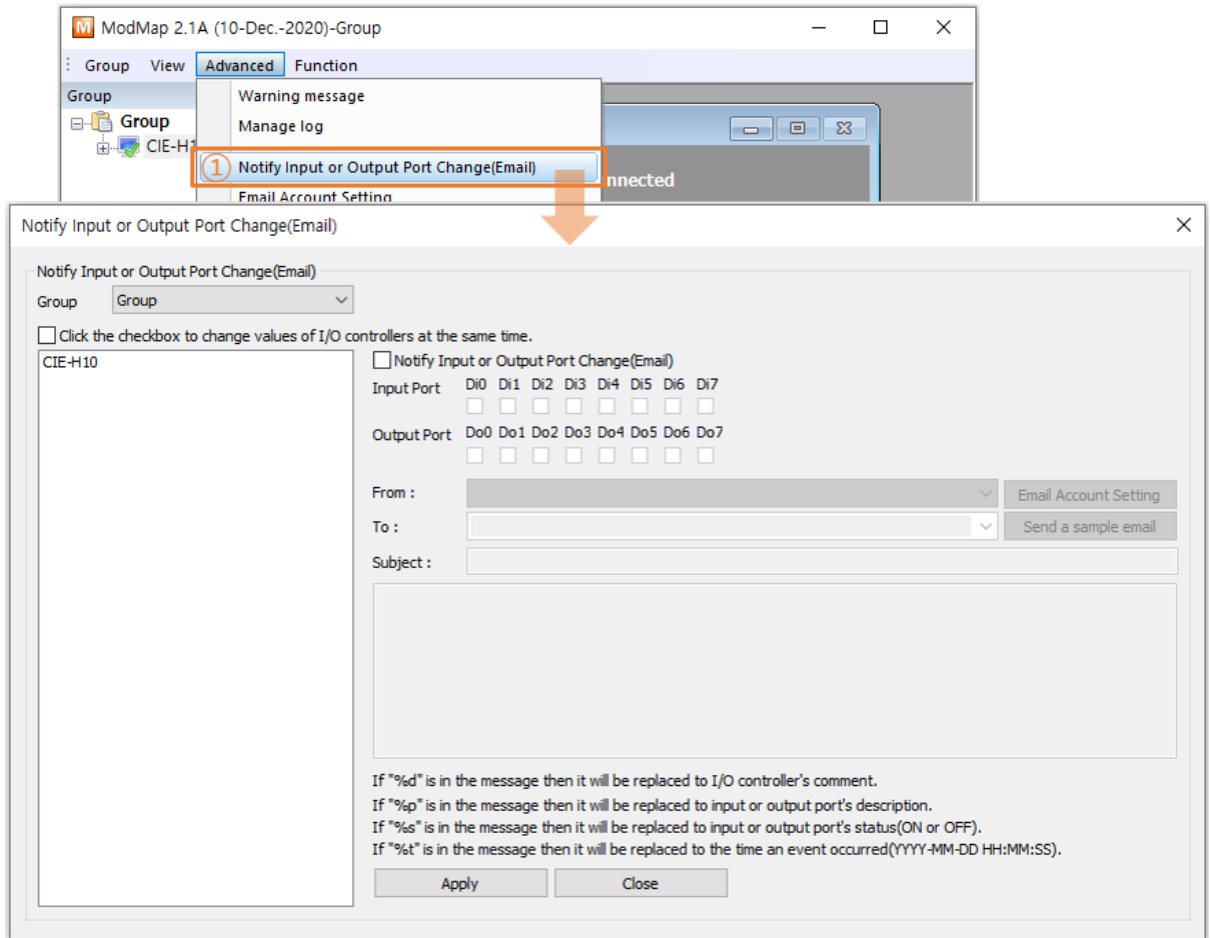 ModMap 2.1A (10-Dec.-2020)-Group
Group View Advanced Function
Group
Group
CIE-H1
Warning message
Manage log
① Notify Input or Output Port Change(Email)
Email Account Setting
nnected
Notify Input or Output Port Change(Email)
Notify Input or Output Port Change(Email)
Group Group
Click the checkbox to change values of I/O controllers at the same time.
CIE-H10
Notify Input or Output Port Change(Email)
Input Port Di0 Di1 Di2 Di3 Di4 Di5 Di6 Di7
Output Port Do0 Do1 Do2 Do3 Do4 Do5 Do6 Do7
From : Email Account Setting
To : Send a sample email
Subject :
If "%d" is in the message then it will be replaced to I/O controller's comment.
If "%p" is in the message then it will be replaced to input or output port's description.
If "%s" is in the message then it will be replaced to input or output port's status(ON or OFF).
If "%t" is in the message then it will be replaced to the time an event occurred(YYYY-MM-DD HH:MM:SS).
Apply Close